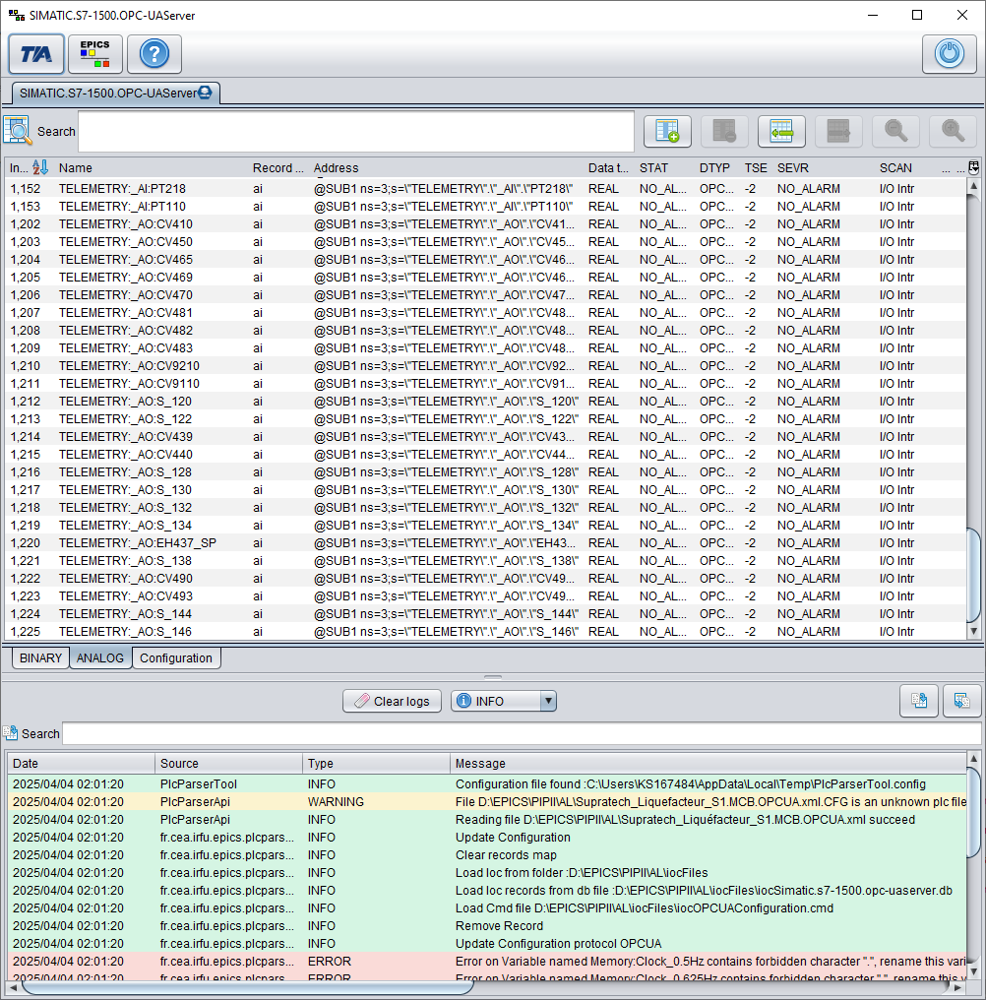 SIMATIC.S7-1500.OPC-UAServer
TIA EPICS ?
SIMATIC.S7-1500.OPC-UAServer
Search
In... Name Record ... Address Data t... STAT DTYP TSE SEVR SCAN ... ...
1,152 TELEMETRY:_AI:PT218 ai @SUB1 ns=3;s=\"TELEMETRY\".\"_AI\".\"PT218\" REAL NO_AL... OPC... -2 NO_ALARM I/O Intr
1,153 TELEMETRY:_AI:PT110 ai @SUB1 ns=3;s=\"TELEMETRY\".\"_AI\".\"PT110\" REAL NO_AL... OPC... -2 NO_ALARM I/O Intr
1,202 TELEMETRY:_AO:CV410 ai @SUB1 ns=3;s=\"TELEMETRY\".\"_AO\".\"CV41... REAL NO_AL... OPC... -2 NO_ALARM I/O Intr
1,203 TELEMETRY:_AO:CV450 ai @SUB1 ns=3;s=\"TELEMETRY\".\"_AO\".\"CV45... REAL NO_AL... OPC... -2 NO_ALARM I/O Intr
1,204 TELEMETRY:_AO:CV465 ai @SUB1 ns=3;s=\"TELEMETRY\".\"_AO\".\"CV46... REAL NO_AL... OPC... -2 NO_ALARM I/O Intr
1,205 TELEMETRY:_AO:CV469 ai @SUB1 ns=3;s=\"TELEMETRY\".\"_AO\".\"CV46... REAL NO_AL... OPC... -2 NO_ALARM I/O Intr
1,206 TELEMETRY:_AO:CV470 ai @SUB1 ns=3;s=\"TELEMETRY\".\"_AO\".\"CV47... REAL NO_AL... OPC... -2 NO_ALARM I/O Intr
1,207 TELEMETRY:_AO:CV481 ai @SUB1 ns=3;s=\"TELEMETRY\".\"_AO\".\"CV48... REAL NO_AL... OPC... -2 NO_ALARM I/O Intr
1,208 TELEMETRY:_AO:CV482 ai @SUB1 ns=3;s=\"TELEMETRY\".\"_AO\".\"CV48... REAL NO_AL... OPC... -2 NO_ALARM I/O Intr
1,209 TELEMETRY:_AO:CV483 ai @SUB1 ns=3;s=\"TELEMETRY\".\"_AO\".\"CV48... REAL NO_AL... OPC... -2 NO_ALARM I/O Intr
1,210 TELEMETRY:_AO:CV9210 ai @SUB1 ns=3;s=\"TELEMETRY\".\"_AO\".\"CV92... REAL NO_AL... OPC... -2 NO_ALARM I/O Intr
1,211 TELEMETRY:_AO:CV9110 ai @SUB1 ns=3;s=\"TELEMETRY\".\"_AO\".\"CV91... REAL NO_AL... OPC... -2 NO_ALARM I/O Intr
1,212 TELEMETRY:_AO:S_120 ai @SUB1 ns=3;s=\"TELEMETRY\".\"_AO\".\"S_120\" REAL NO_AL... OPC... -2 NO_ALARM I/O Intr
1,213 TELEMETRY:_AO:S_122 ai @SUB1 ns=3;s=\"TELEMETRY\".\"_AO\".\"S_122\" REAL NO_AL... OPC... -2 NO_ALARM I/O Intr
1,214 TELEMETRY:_AO:CV439 ai @SUB1 ns=3;s=\"TELEMETRY\".\"_AO\".\"CV43... REAL NO_AL... OPC... -2 NO_ALARM I/O Intr
1,215 TELEMETRY:_AO:CV440 ai @SUB1 ns=3;s=\"TELEMETRY\".\"_AO\".\"CV44... REAL NO_AL... OPC... -2 NO_ALARM I/O Intr
1,216 TELEMETRY:_AO:S_128 ai @SUB1 ns=3;s=\"TELEMETRY\".\"_AO\".\"S_128\" REAL NO_AL... OPC... -2 NO_ALARM I/O Intr
1,217 TELEMETRY:_AO:S_130 ai @SUB1 ns=3;s=\"TELEMETRY\".\"_AO\".\"S_130\" REAL NO_AL... OPC... -2 NO_ALARM I/O Intr
1,218 TELEMETRY:_AO:S_132 ai @SUB1 ns=3;s=\"TELEMETRY\".\"_AO\".\"S_132\" REAL NO_AL... OPC... -2 NO_ALARM I/O Intr
1,219 TELEMETRY:_AO:S_134 ai @SUB1 ns=3;s=\"TELEMETRY\".\"_AO\".\"S_134\" REAL NO_AL... OPC... -2 NO_ALARM I/O Intr
1,220 TELEMETRY:_AO:EH437_SP ai @SUB1 ns=3;s=\"TELEMETRY\".\"_AO\".\"EH43... REAL NO_AL... OPC... -2 NO_ALARM I/O Intr
1,221 TELEMETRY:_AO:S_138 ai @SUB1 ns=3;s=\"TELEMETRY\".\"_AO\".\"S_138\" REAL NO_AL... OPC... -2 NO_ALARM I/O Intr
1,222 TELEMETRY:_AO:CV490 ai @SUB1 ns=3;s=\"TELEMETRY\".\"_AO\".\"CV49... REAL NO_AL... OPC... -2 NO_ALARM I/O Intr
1,223 TELEMETRY:_AO:CV493 ai @SUB1 ns=3;s=\"TELEMETRY\".\"_AO\".\"CV49... REAL NO_AL... OPC... -2 NO_ALARM I/O Intr
1,224 TELEMETRY:_AO:S_144 ai @SUB1 ns=3;s=\"TELEMETRY\".\"_AO\".\"S_144\" REAL NO_AL... OPC... -2 NO_ALARM I/O Intr
1,225 TELEMETRY:_AO:S_146 ai @SUB1 ns=3;s=\"TELEMETRY\".\"_AO\".\"S_146\" REAL NO_AL... OPC... -2 NO_ALARM I/O Intr
BINARY ANALOG Configuration
Clear logs INFO
Search
Date Source Type Message
2025/04/04 02:01:20 PlcParserTool INFO Configuration file found :C:\Users\KS167484\AppData\Local\Temp\PlcParserTool.config
2025/04/04 02:01:20 PlcParserApi WARNING File D:\EPICS\PIPII\AL\Supratech_Liquefacteur_S1.MCB.OPCUA.xml.CFG is an unknown plc file
2025/04/04 02:01:20 PlcParserApi INFO Reading file D:\EPICS\PIPII\AL\Supratech_Liquéfacteur_S1.MCB.OPCUA.xml succeed
2025/04/04 02:01:20 fr.cea.irfu.epics.plcpars... INFO Update Configuration
2025/04/04 02:01:20 fr.cea.irfu.epics.plcpars... INFO Clear records map
2025/04/04 02:01:20 fr.cea.irfu.epics.plcpars... INFO Load Ioc from folder :D:\EPICS\PIPII\AL\iocFiles
2025/04/04 02:01:20 fr.cea.irfu.epics.plcpars... INFO Load Ioc records from db file :D:\EPICS\PIPII\AL\iocFiles\iocSimatic.s7-1500.opc-uaserver.db
2025/04/04 02:01:20 fr.cea.irfu.epics.plcpars... INFO Load Cmd file D:\EPICS\PIPII\AL\iocFiles\iocOPCUAConfiguration.cmd
2025/04/04 02:01:20 fr.cea.irfu.epics.plcpars... INFO Remove Record
2025/04/04 02:01:20 fr.cea.irfu.epics.plcpars... INFO Update Configuration protocol OPCUA
2025/04/04 02:01:20 fr.cea.irfu.epics.plcpars... ERROR Error on Variable named Memory:Clock_0.5Hz contains forbidden character ".", rename this vari
2025/04/04 02:01:20 fr.cea.irfu.epics.plcpars... ERROR Error on Variable named Memory:Clock_0.625Hz contains forbidden character ".", rename this